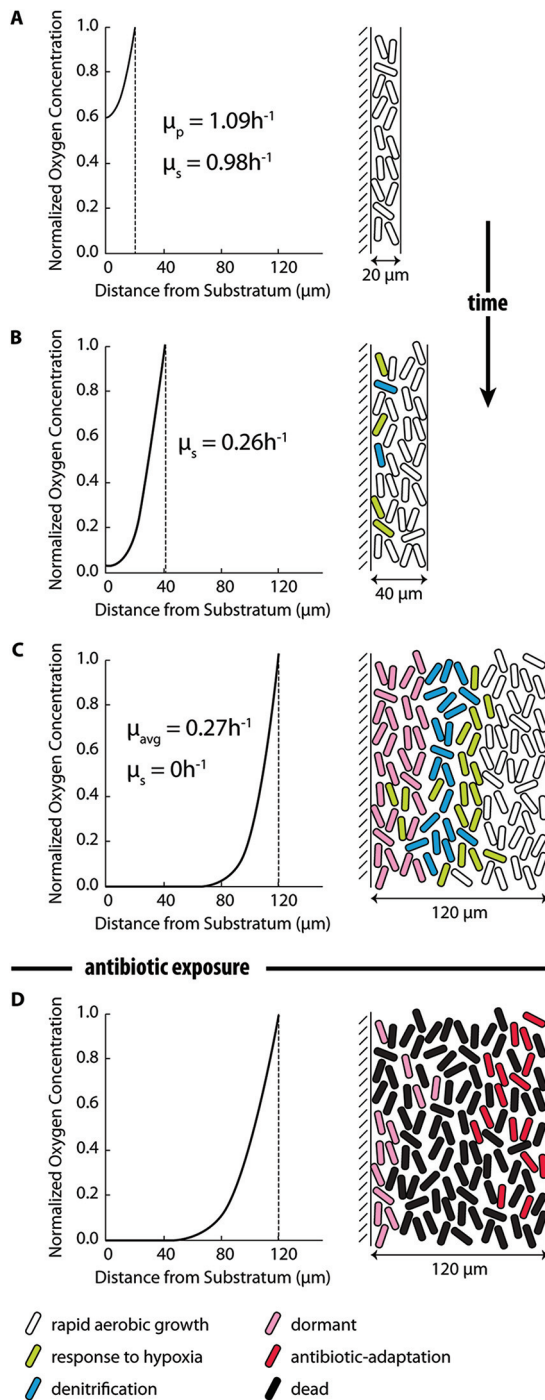 A
Normalized Oxygen Concentration
1.0
0.8
0.6
0.4
0.2
0.0
0 40 80 120
Distance from Substratum (µm)
µp = 1.09h-1
µs = 0.98h-1
20 µm
time
B
Normalized Oxygen Concentration
1.0
0.8
0.6
0.4
0.2
0.0
0 40 80 120
Distance from Substratum (µm)
µs = 0.26h-1
40 µm
C
Normalized Oxygen Concentration
1.0
0.8
0.6
0.4
0.2
0.0
0 40 80 120
Distance from Substratum (µm)
µavg = 0.27h-1
µs = 0h-1
120 µm
antibiotic exposure
D
Normalized Oxygen Concentration
1.0
0.8
0.6
0.4
0.2
0.0
0 40 80 120
Distance from Substratum (µm)
120 µm
rapid aerobic growth
dormant
response to hypoxia
antibiotic-adaptation
denitrification
dead